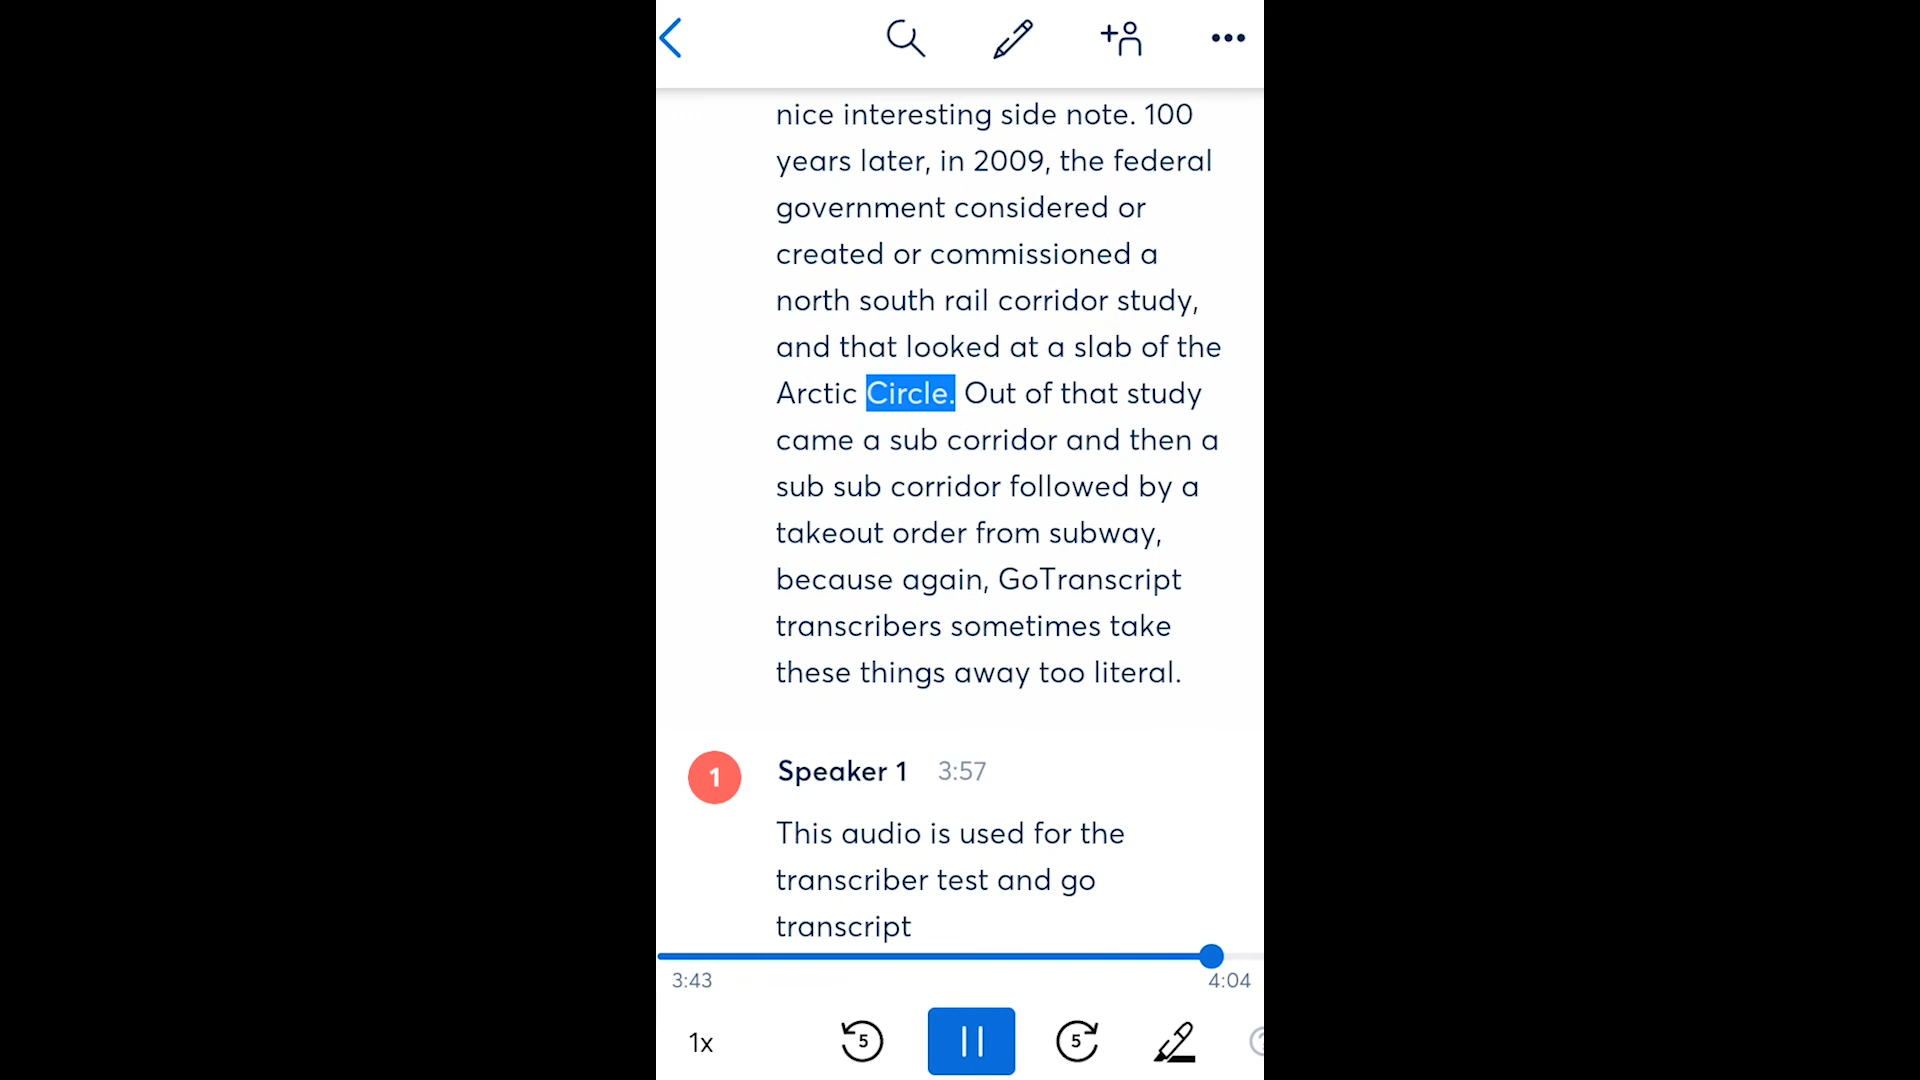 nice interesting side note. 100
years later, in 2009, the federal
government considered or
created or commissioned a
north south rail corridor study,
and that looked at a slab of the
Arctic Circle. Out of that study
came a sub corridor and then a
sub sub corridor followed by a
takeout order from subway,
because again, GoTranscript
transcribers sometimes take
these things away too literal.
1 Speaker 1 3:57
This audio is used for the
transcriber test and go
transcript
3:43 4:04
1x 5 5